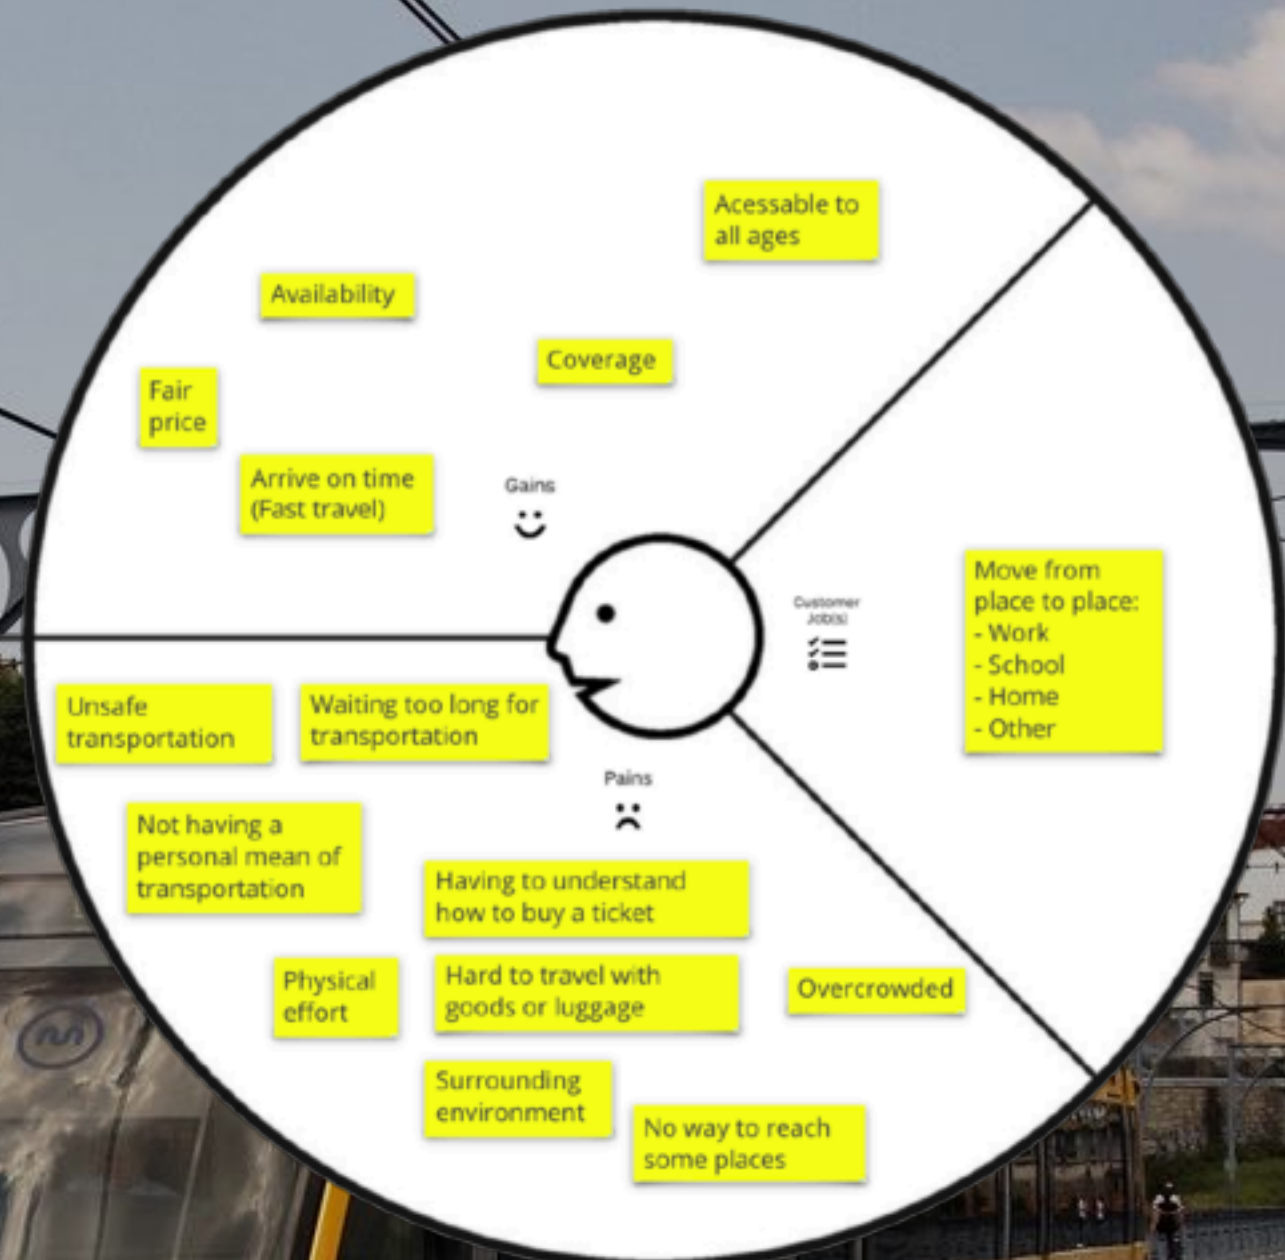 Acessable to
all ages
Availability
Coverage
Fair
price
Arrive on time
(Fast travel)
Gains
Customer
Job(s)
Move from
place to place:
- Work
- School
- Home
- Other
Unsafe
transportation
Waiting too long for
transportation
Pains
Not having a
personal mean of
transportation
Having to understand
how to buy a ticket
Physical
effort
Hard to travel with
goods or luggage
Overcrowded
Surrounding
environment
No way to reach
some places